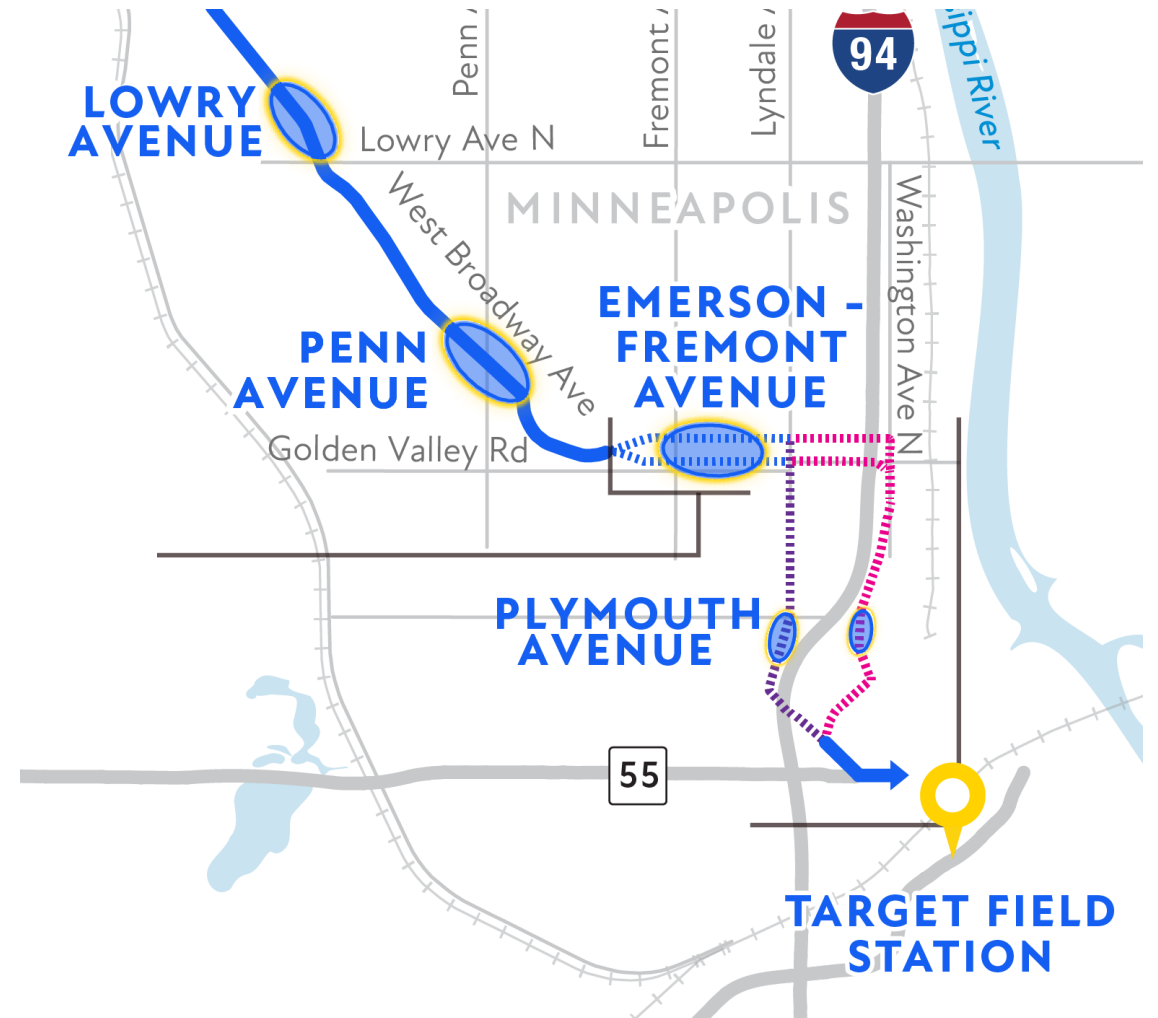 Penn
Fremont
Lyndale
94
River
LOWRY
AVENUE
Lowry Ave N
West Broadway Ave
MINNEAPOLIS
Washington Ave N
EMERSON -
FREMONT
AVENUE
PENN
AVENUE
Golden Valley Rd
PLYMOUTH
AVENUE
55
TARGET FIELD
STATION